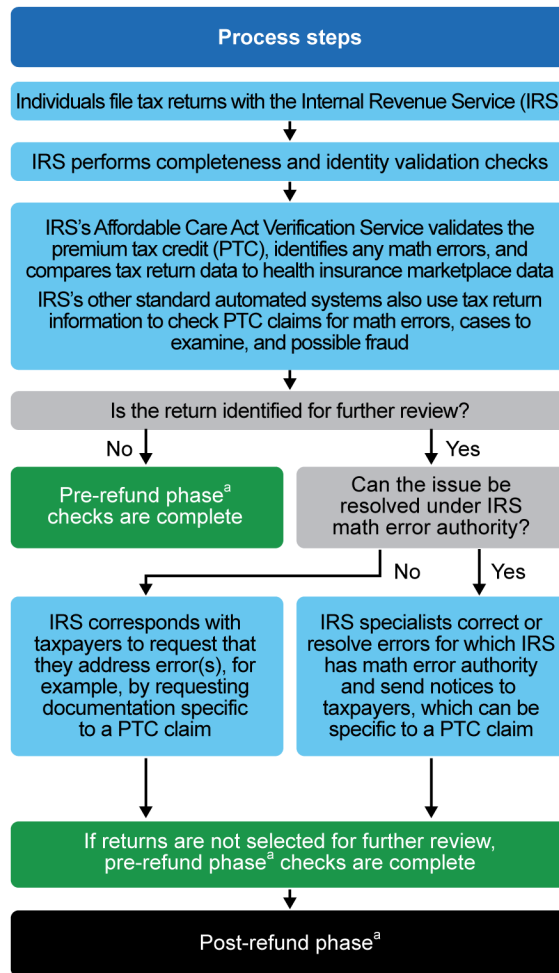 Process steps
Individuals file tax returns with the Internal Revenue Service (IRS
IRS performs completeness and identity validation checks
IRS’s Affordable Care Act Verification Service validates the
premium tax credit (PTC), identifies any math errors, and
compares tax return data to health insurance marketplace data
IRS’s other standard automated systems also use tax return
information to check PTC claims for math errors, cases to
examine, and possible fraud
Is the return identified for further review?
No
Yes
Pre-refund phaseᵃ
checks are complete
Can the issue be
resolved under IRS
math error authority?
No
Yes
IRS corresponds with
taxpayers to request that
they address error(s), for
example, by requesting
documentation specific
to a PTC claim
IRS specialists correct or
resolve errors for which IRS
has math error authority
and send notices to
taxpayers, which can be
specific to a PTC claim
If returns are not selected for further review,
pre-refund phaseᵃ checks are complete
Post-refund phaseᵃ